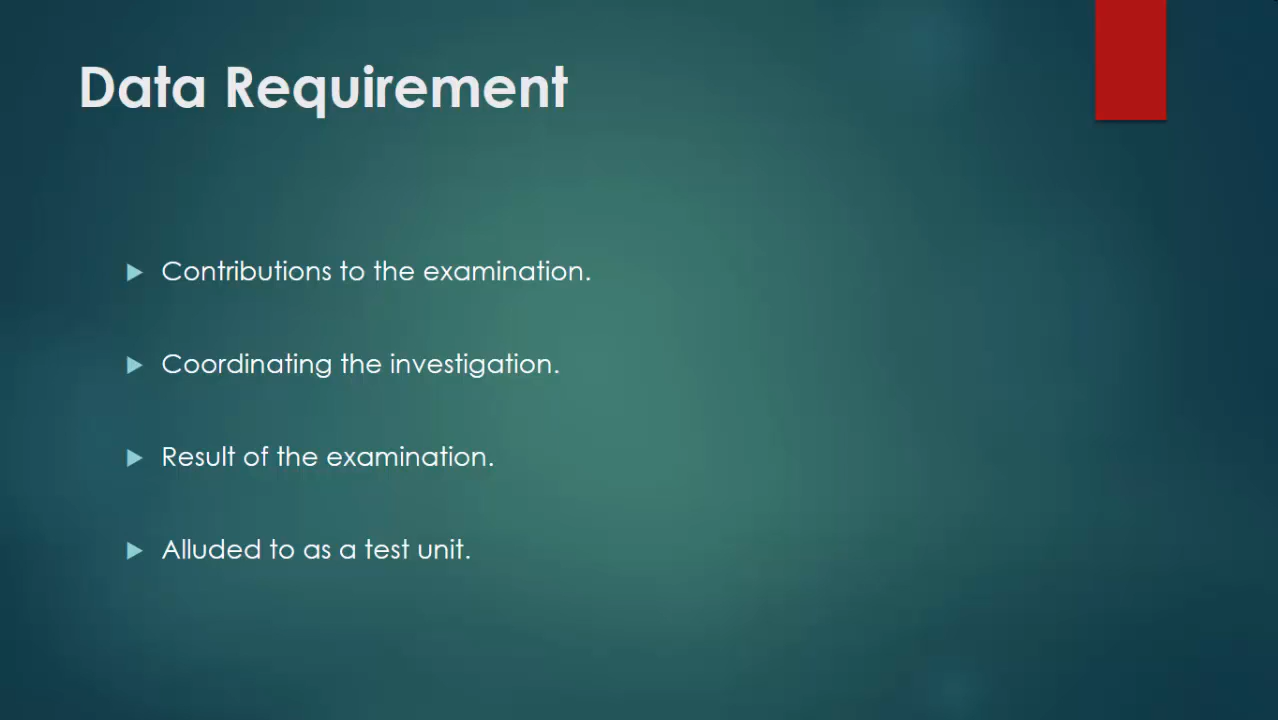 Data Requirement
Contributions to the examination.
Coordinating the investigation.
Result of the examination.
Alluded to as a test unit.